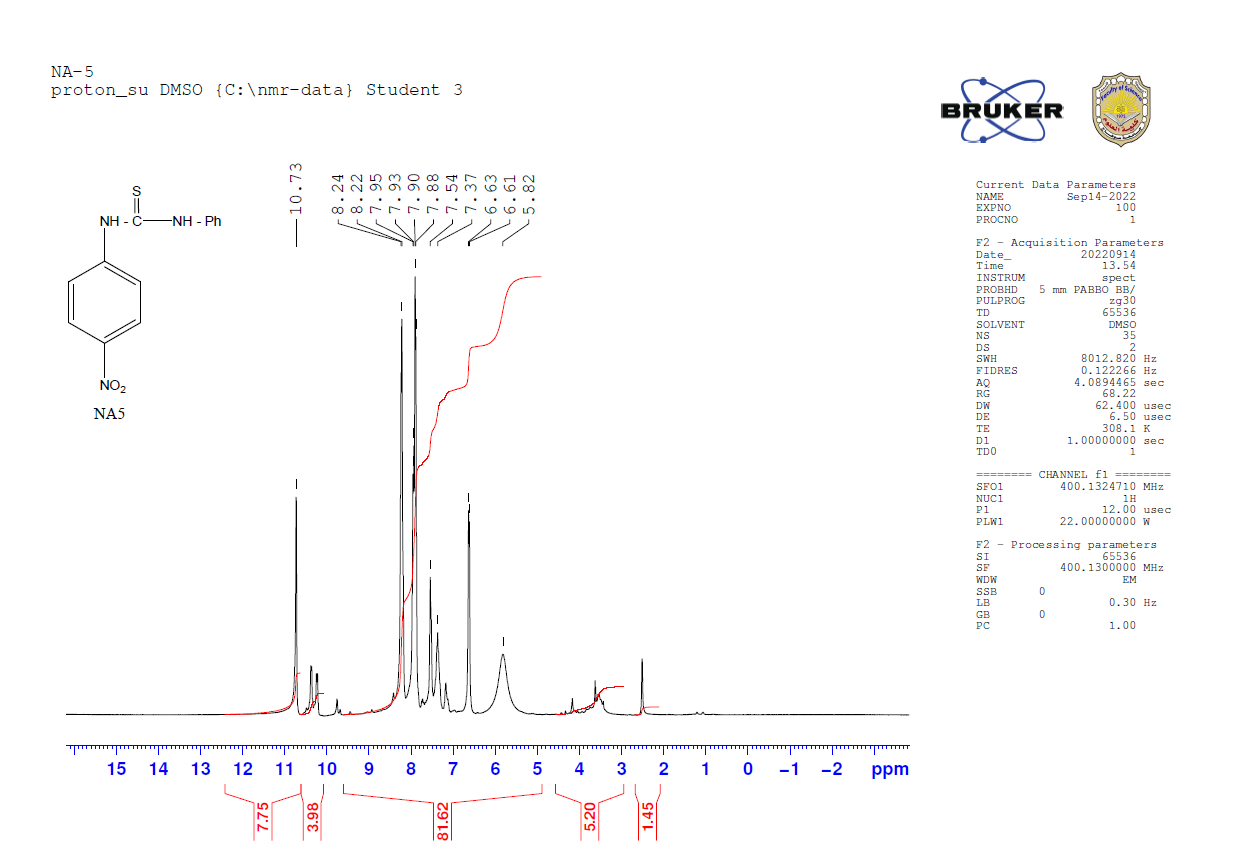 NA-5
proton_su DMSO {C:\nmr-data} Student 3
BRUKER
Faculty of Science
10.73
8.24
8.22
7.95
7.93
7.90
7.88
7.54
7.37
6.63
6.61
5.82
S
NH - C — NH - Ph
NO2
NA5
Current Data Parameters
NAME Sep14-2022
EXPNO 100
PROCNO 1
F2 - Acquisition Parameters
Date_ 20220914
Time 13.54
INSTRUM spect
PROBHD 5 mm PABBO BB/
PULPROG zg30
TD 65536
SOLVENT DMSO
NS 35
DS 2
SWH 8012.820 Hz
FIDRES 0.122266 Hz
AQ 4.0894465 sec
RG 68.22
DW 62.400 usec
DE 6.50 usec
TE 308.1 K
D1 1.00000000 sec
TD0 1
======== CHANNEL f1 ========
SFO1 400.1324710 MHz
NUC1 1H
P1 12.00 usec
PLW1 22.00000000 W
F2 - Processing parameters
SI 65536
SF 400.1300000 MHz
WDW EM
SSB 0
LB 0.30 Hz
GB 0
PC 1.00
15 14 13 12 11 10 9 8 7 6 5 4 3 2 1 0 -1 -2 ppm
7.75
3.98
81.62
5.20
1.45